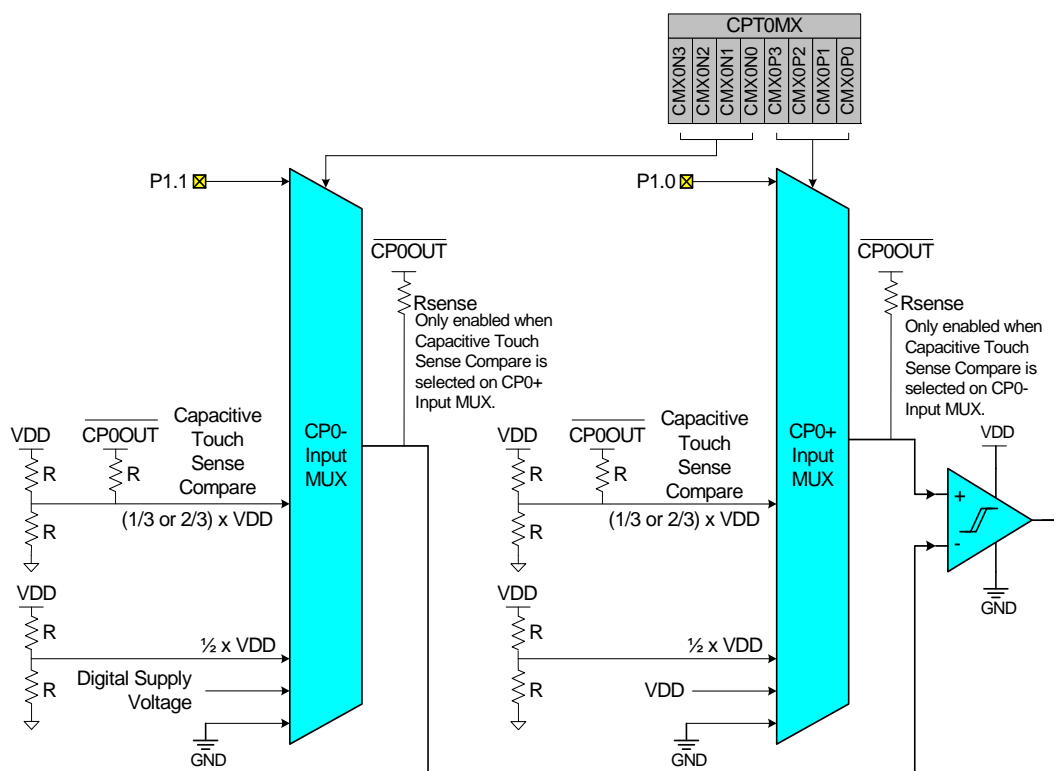 CPT0MX
CMX0N3
CMX0N2
CMX0N1
CMX0N0
CMX0P3
CMX0P2
CMX0P1
CMX0P0
P1.1
P1.0
CP0OUT
Rsense
Only enabled when
Capacitive Touch
Sense Compare is
selected on CP0+
Input MUX.
CP0OUT
Rsense
Only enabled when
Capacitive Touch
Sense Compare is
selected on CP0-
Input MUX.
VDD
R
R
CP0OUT
R
Capacitive
Touch
Sense
Compare
(1/3 or 2/3) x VDD
CP0-
Input
MUX
VDD
R
R
CP0OUT
R
Capacitive
Touch
Sense
Compare
(1/3 or 2/3) x VDD
CP0+
Input
MUX
VDD
+
-
GND
VDD
R
R
½ x VDD
Digital Supply
Voltage
GND
VDD
R
R
½ x VDD
VDD
GND